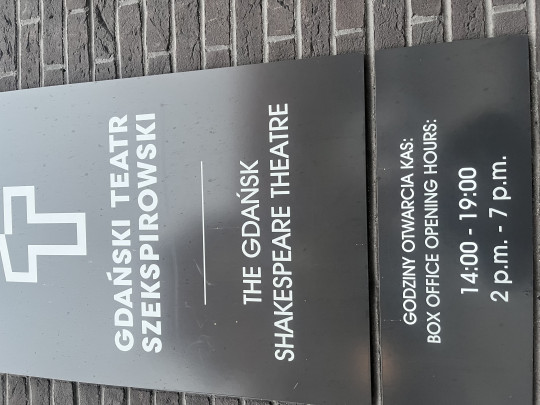 GDAŃSKI TEATR
SZEKSPIROWSKI
THE GDAŃSK
SHAKESPEARE THEATRE
GODZINY OTWARCIA KAS:
BOX OFFICE OPENING HOURS:
14:00 - 19:00
2 p.m. - 7 p.m.